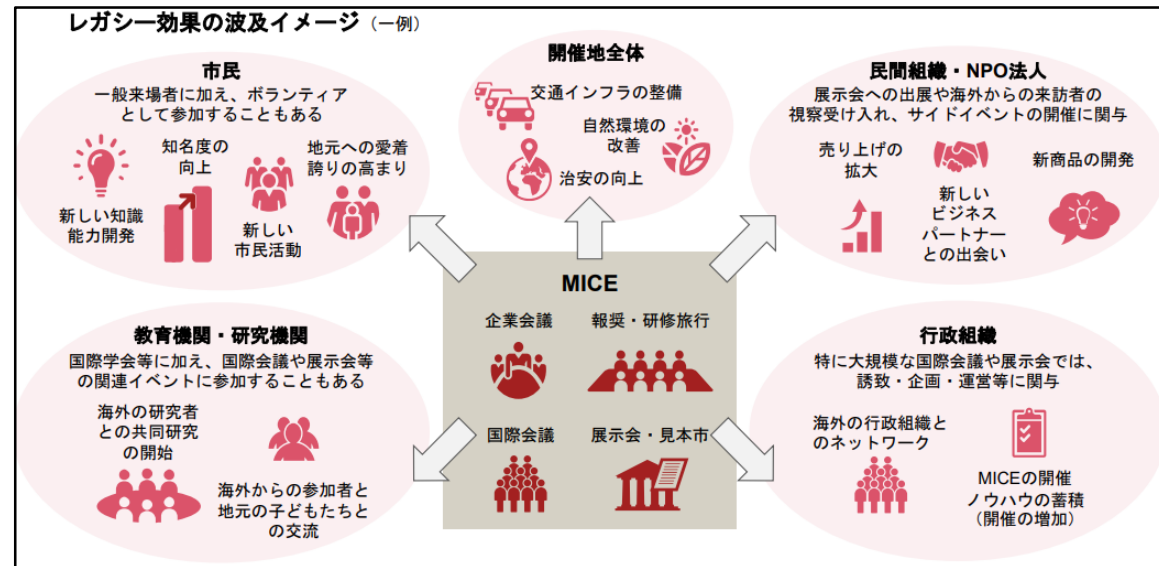 レガシー効果の波及イメージ（一例）
市民
一般来場者に加え、ボランティア
として参加することもある
知名度の
向上
地元への愛着
誇りの高まり
新しい知識
能力開発
新しい
市民活動
開催地全体
交通インフラの整備
自然環境の
改善
治安の向上
民間組織・NPO法人
展示会への出展や海外からの来訪者の
視察受け入れ、サイドイベントの開催に関与
売り上げの
拡大
新しい
ビジネス
パートナー
との出会い
新商品の開発
MICE
企業会議
報奨・研修旅行
国際会議
展示会・見本市
教育機関・研究機関
国際学会等に加え、国際会議や展示会等
の関連イベントに参加することもある
海外の研究者
との共同研究
の開始
海外からの参加者と
地元の子どもたちと
の交流
行政組織
特に大規模な国際会議や展示会では、
誘致・企画・運営等に関与
海外の行政組織と
のネットワーク
MICEの開催
ノウハウの蓄積
（開催の増加）